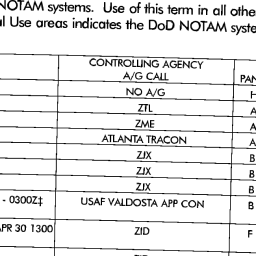 NOTAM systems. Use of this term in all othe
Use areas indicates the DoD NOTAM syste
CONTROLLING AGENCY
A/G CALL PAN
NO A/G H
ZTL A
ZME A
ATLANTA TRACON A
ZJX B
ZJX B
ZJX B
- 0300Z‡ USAF VALDOSTA APP CON B
APR 30 1300 ZID F